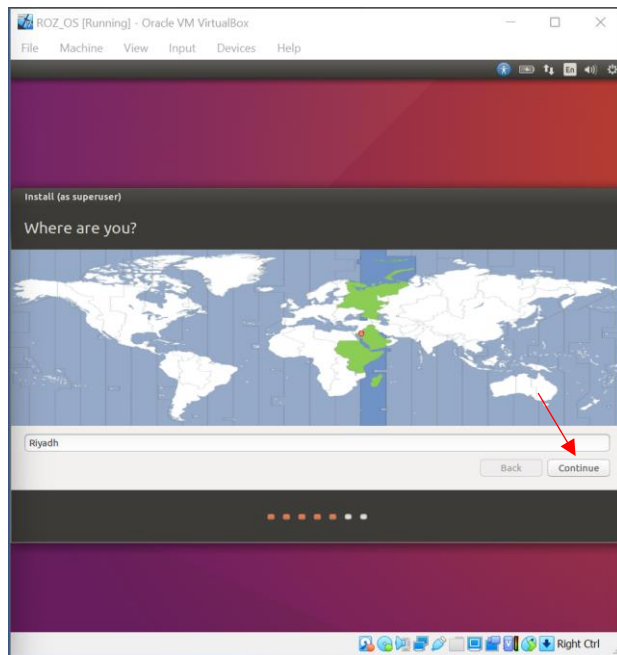 ROZ_OS [Running] - Oracle VM VirtualBox
File Machine View Input Devices Help
En
Install (as superuser)
Where are you?
Riyadh
Back Continue
Right Ctrl